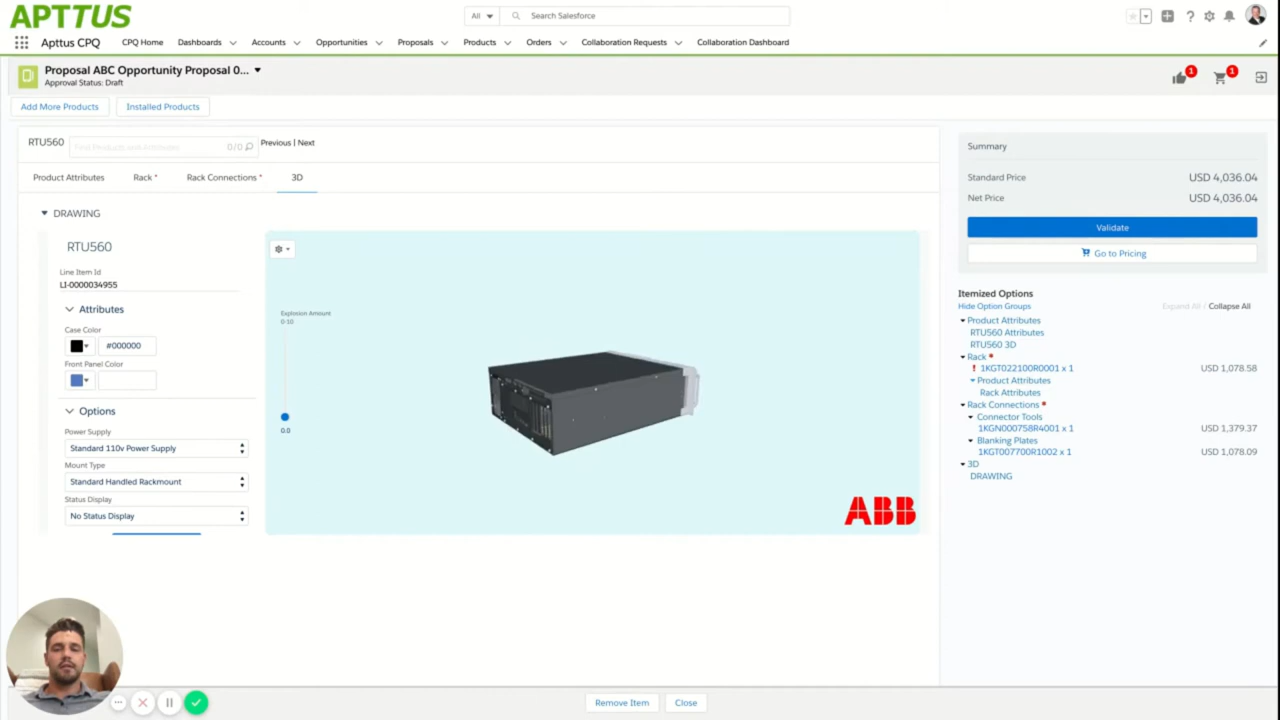 APTTUS
All
Search Salesforce
Apttus CPQ
CPQ Home
Dashboards
Accounts
Opportunities
Proposals
Products
Orders
Collaboration Requests
Collaboration Dashboard
Proposal ABC Opportunity Proposal 0...
Approval Status: Draft
1
1
Add More Products
Installed Products
RTU560
Find Products and Attributes
0/0
Previous | Next
Product Attributes
Rack *
Rack Connections *
3D
DRAWING
RTU560
Line Item Id
LI-0000034955
Attributes
Case Color
#000000
Front Panel Color
Options
Power Supply
Standard 110v Power Supply
Mount Type
Standard Handled Rackmount
Status Display
No Status Display
Explosion Amount
0-10
0.0
ABB
Summary
Standard Price USD 4,036.04
Net Price USD 4,036.04
Validate
Go to Pricing
Itemized Options
Hide Option Groups
Expand All / Collapse All
Product Attributes
RTU560 Attributes
RTU560 3D
Rack *
! 1KGT022100R0001 x 1 USD 1,078.58
Product Attributes
Rack Attributes
Rack Connections *
Connector Tools
1KGN000758R4001 x 1 USD 1,379.37
Blanking Plates
1KGT007700R1002 x 1 USD 1,078.09
3D
DRAWING
Remove Item
Close